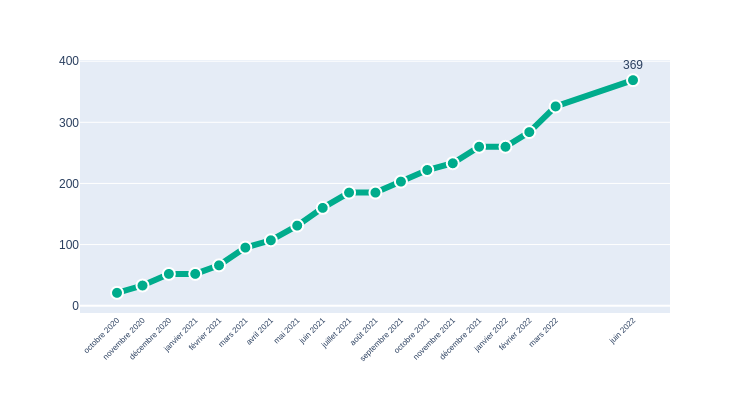 400
369
300
200
100
0
octobre 2020
novembre 2020
décembre 2020
janvier 2021
février 2021
mars 2021
avril 2021
mai 2021
juin 2021
juillet 2021
août 2021
septembre 2021
octobre 2021
novembre 2021
décembre 2021
janvier 2022
février 2022
mars 2022
juin 2022